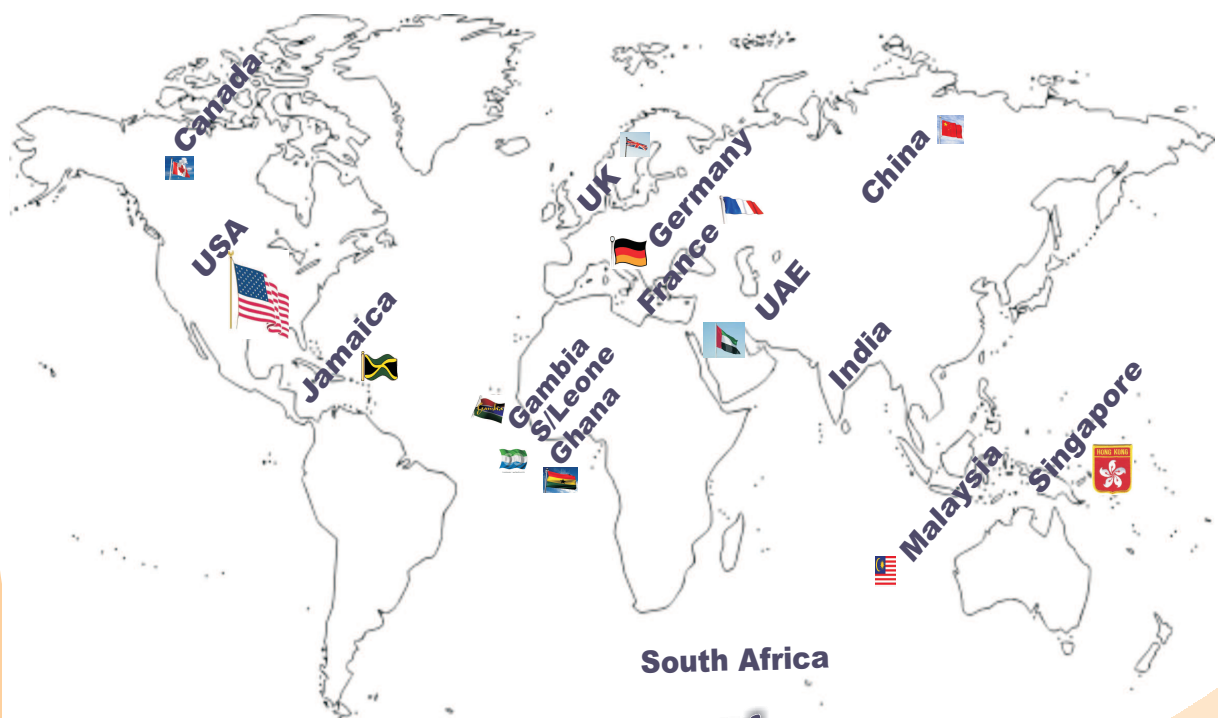 Canada
USA
Jamaica
UK
Germany
France
UAE
China
India
Gambia
S/Leone
Ghana
Malaysia
Singapore
HONG KONG
South Africa